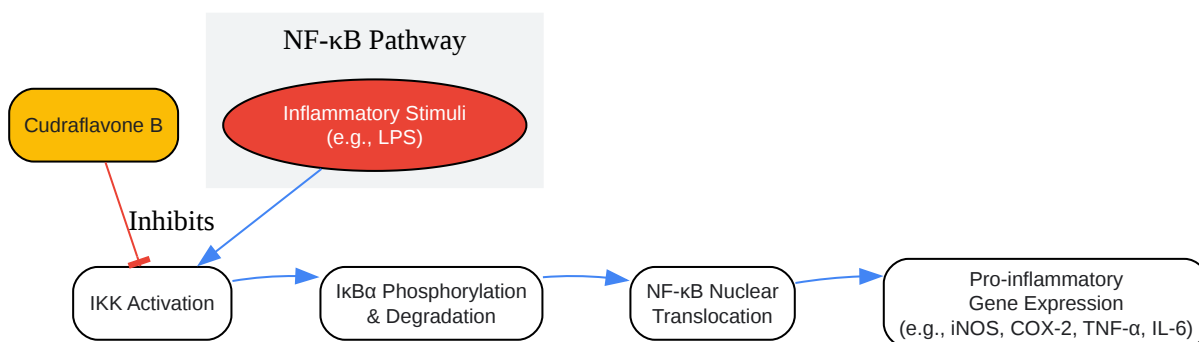 NF-κB Pathway
Cudraflavone B
Inflammatory Stimuli
(e.g., LPS)
Inhibits
IKK Activation
IκBα Phosphorylation
& Degradation
NF-κB Nuclear
Translocation
Pro-inflammatory
Gene Expression
(e.g., iNOS, COX-2, TNF-α, IL-6)